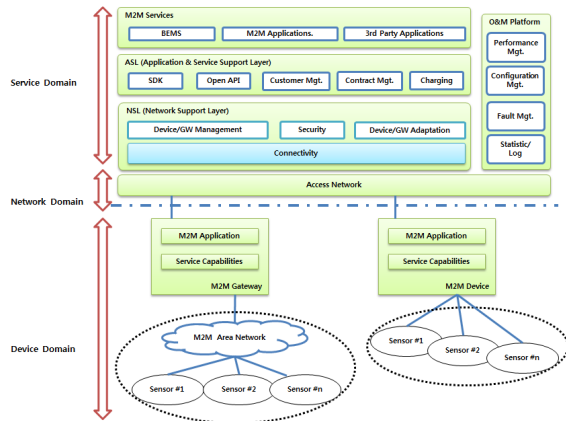 M2M Services
BEMS
M2M Applications.
3rd Party Applications
ASL (Application & Service Support Layer)
SDK
Open API
Customer Mgt.
Contract Mgt.
Charging
NSL (Network Support Layer)
Device/GW Management
Security
Device/GW Adaptation
Connectivity
O&M Platform
Performance
Mgt.
Configuration
Mgt.
Fault Mgt.
Statistic/
Log
Service Domain
Access Network
Network Domain
M2M Application
Service Capabilities
M2M Gateway
M2M Application
Service Capabilities
M2M Device
Device Domain
M2M Area Network
Sensor #1
Sensor #2
Sensor #n
Sensor #1
Sensor #2
Sensor #n